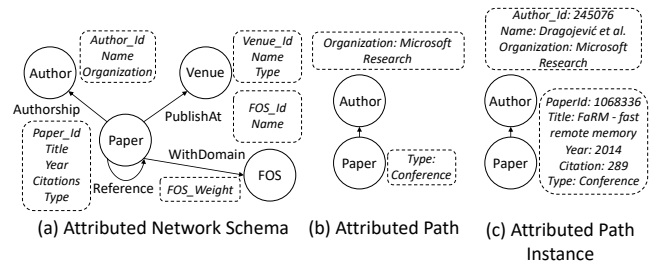 Author_Id
Name
Organization
Author
Authorship
Venue_Id
Name
Type
Venue
PublishAt
FOS_Id
Name
Paper
Paper_Id
Title
Year
Citations
Type
Reference
WithDomain
FOS_Weight
FOS
(a) Attributed Network Schema
Organization: Microsoft
Research
Author
Paper
Type:
Conference
(b) Attributed Path
Author_Id: 245076
Name: Dragojević et al.
Organization: Microsoft
Research
Author
Paper
PaperId: 1068336
Title: FaRM - fast
remote memory
Year: 2014
Citation: 289
Type: Conference
(c) Attributed Path
Instance